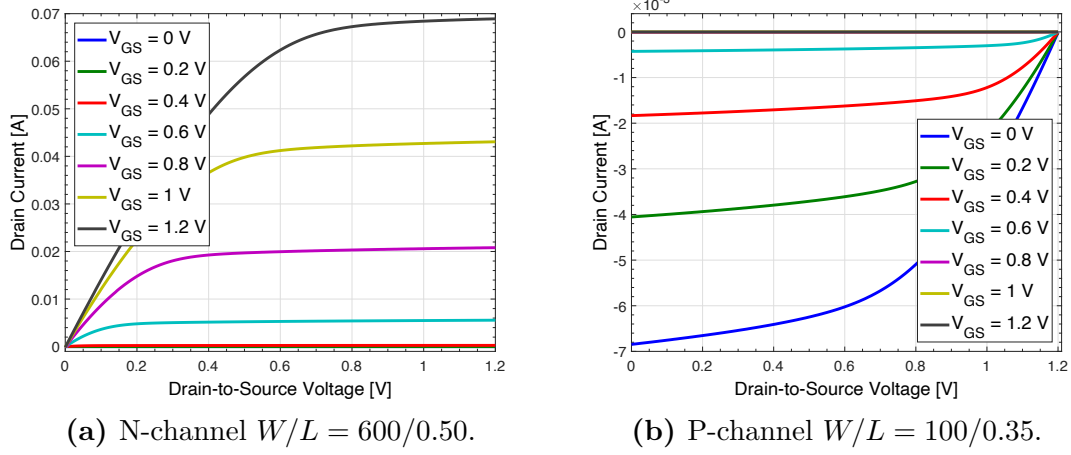 0.07
0.06
0.05
0.04
0.03
0.02
0.01
0
Drain Current [A]
V_GS = 0 V
V_GS = 0.2 V
V_GS = 0.4 V
V_GS = 0.6 V
V_GS = 0.8 V
V_GS = 1 V
V_GS = 1.2 V
0 0.2 0.4 0.6 0.8 1.0 1.2
Drain-to-Source Voltage [V]
(a) N-channel W/L = 600/0.50.
0
-1
-2
-3
-4
-5
-6
-7
Drain Current [A]
V_GS = 0 V
V_GS = 0.2 V
V_GS = 0.4 V
V_GS = 0.6 V
V_GS = 0.8 V
V_GS = 1 V
V_GS = 1.2 V
0 0.2 0.4 0.6 0.8 1 1.2
Drain-to-Source Voltage [V]
(b) P-channel W/L = 100/0.35.